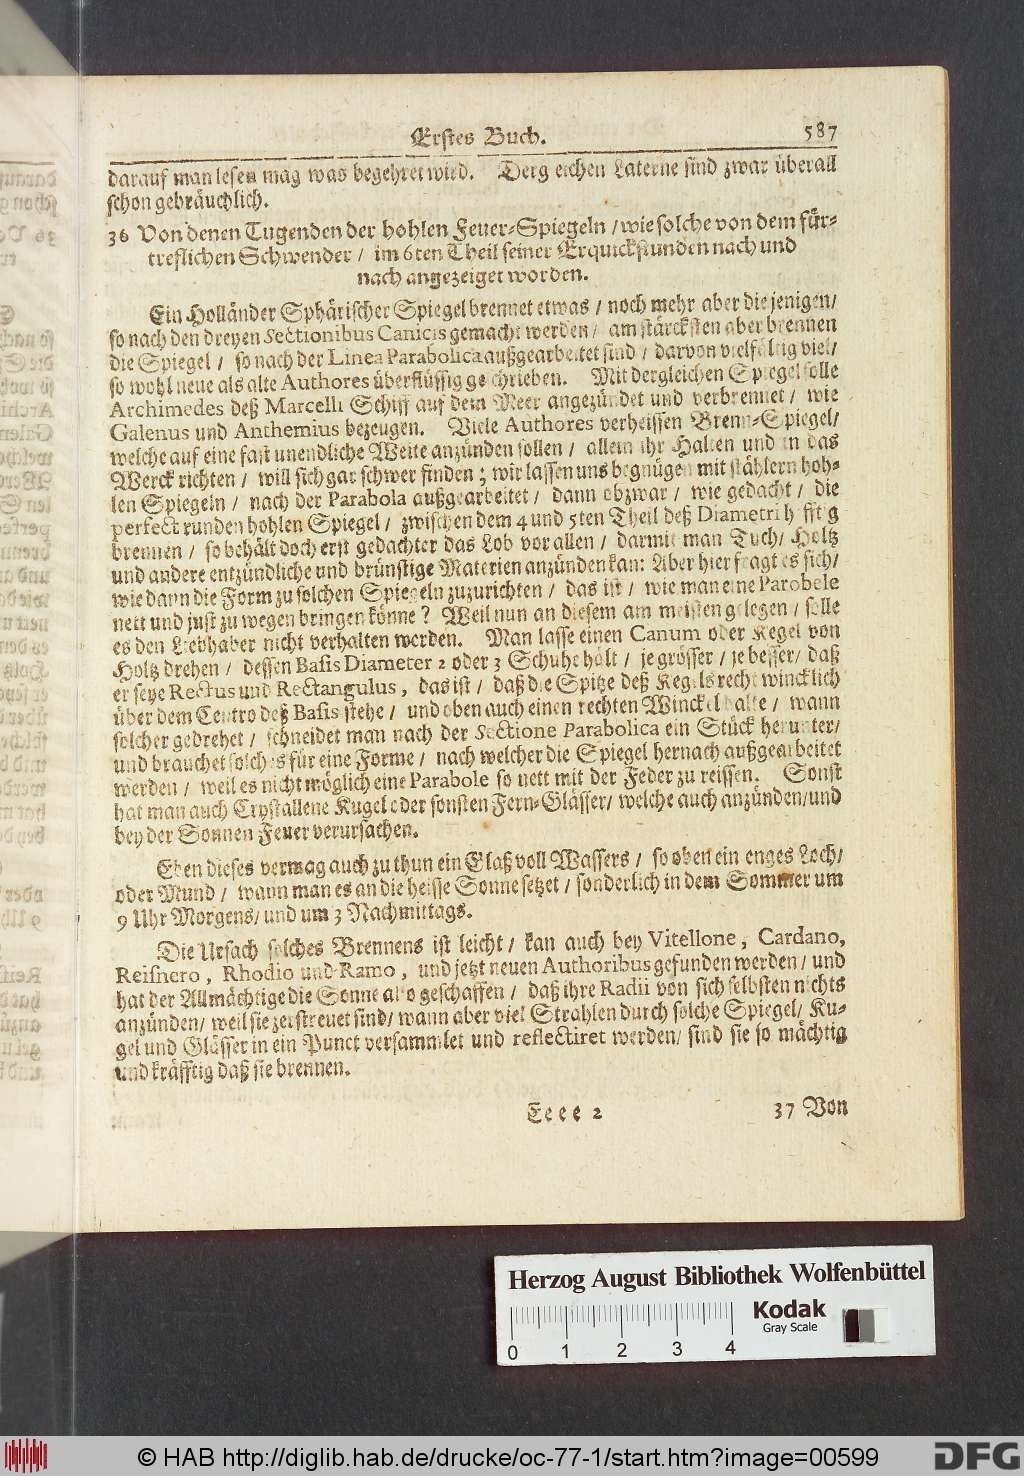 Erstes Buch. 587
darauf man lesen mag was begehret wird. Dergleichen Laterne sind zwar überall
schon gebräuchlich.
36 Von denen Tugenden der hohlen Feuer-Spiegeln / wie solche von dem für-
treflichen Schwender / im 6ten Theil seiner Erquickstunden nach und
nach angezeiget worden.
Ein Holländer Sphärischer Spiegel brennet etwas / noch mehr aber die jenigen /
so nach den dreyen Sectionibus Canicis gemacht werden / am stärcksten aber brennen
die Spiegel / so nach der Linea Parabolica außgearbeitet sind / darvon vielfältig viel /
so wohl neue als alte Authores überflüssig geschrieben. Mit dergleichen Spiegel solle
Archimedes deß Marcelli Schiff auf dem Meer angezündet und verbrennet / wie
Galenus und Anthemius bezeugen. Viele Authores verheissen Brenn-Spiegel /
welche auf eine fast unendliche Weite anzünden sollen / allein ihr Halten und in das
Werck richten / will sich gar schwer finden ; wir lassen uns begnügen mit stählern hoh-
len Spiegeln / nach der Parabola außgearbeitet / dann obzwar / wie gedacht / die
perfect runden hohlen Spiegel / zwischen dem 4 und 5ten Theil deß Diametri h fftig
brennen / so behält doch erst gedachter das Lob vor allen / darmit man Tuch / Holtz
und andere entzündliche und brünstige Materien anzünden kan: Aber hier fragt es sich /
wie dann die Form zu solchen Spiegeln zuzurichten / das ist / wie man eine Parobele
nett und just zu wegen bringen könne ? Weil nun an diesem am meisten gelegen / solle
es den Liebhaber nicht verhalten werden. Man lasse einen Canum oder Kegel von
Holtz drehen / dessen Basis Diameter 2 oder 3 Schuhe halt / je grösser / je besser / daß
er seye Rectus und Rectangulus, das ist / daß die Spitze deß Kegels recht wincklich
über dem Centro deß Basis stehe / und oben auch einen rechten Winckel halte / wann
solcher gedrehet / schneidet man nach der Sectione Parabolica ein Stück herunter /
und brauchet solches für eine Forme / nach welcher die Spiegel hernach außgearbeitet
werden / weil es nicht möglich eine Parabole so nett mit der Feder zu reissen. Sonst
hat man auch Crystallene Kugel oder sonsten Fern-Glässer / welche auch anzünden / und
bey der Sonnen Feuer verursachen.
Eben dieses vermag auch zu thun ein Glaß voll Wassers / so oben ein enges Loch /
oder Mund / wann man es an die heisse Sonne setzet / sonderlich in dem Sommer um
9 Uhr Morgens / und um 3 Nachmittags.
Die Ursach solches Brennens ist leicht / kan auch bey Vitellone, Cardano,
Reisnero, Rhodio und Ramo, und jetzt neuen Authoribus gefunden werden / und
hat der Allmächtige die Sonne also geschaffen / daß ihre Radii von sich selbsten nichts
anzünden / weil sie zerstreuet sind / wann aber viel Strahlen durch solche Spiegel / Ku-
gel und Glässer in ein Punct versammlet und reflectiret werden / sind sie so mächtig
und kräfftig daß sie brennen.
Eeee 2 37 Von
Herzog August Bibliothek Wolfenbüttel
Kodak
Gray Scale
0 1 2 3 4
© HAB http://diglib.hab.de/drucke/oc-77-1/start.htm?image=00599
DFG